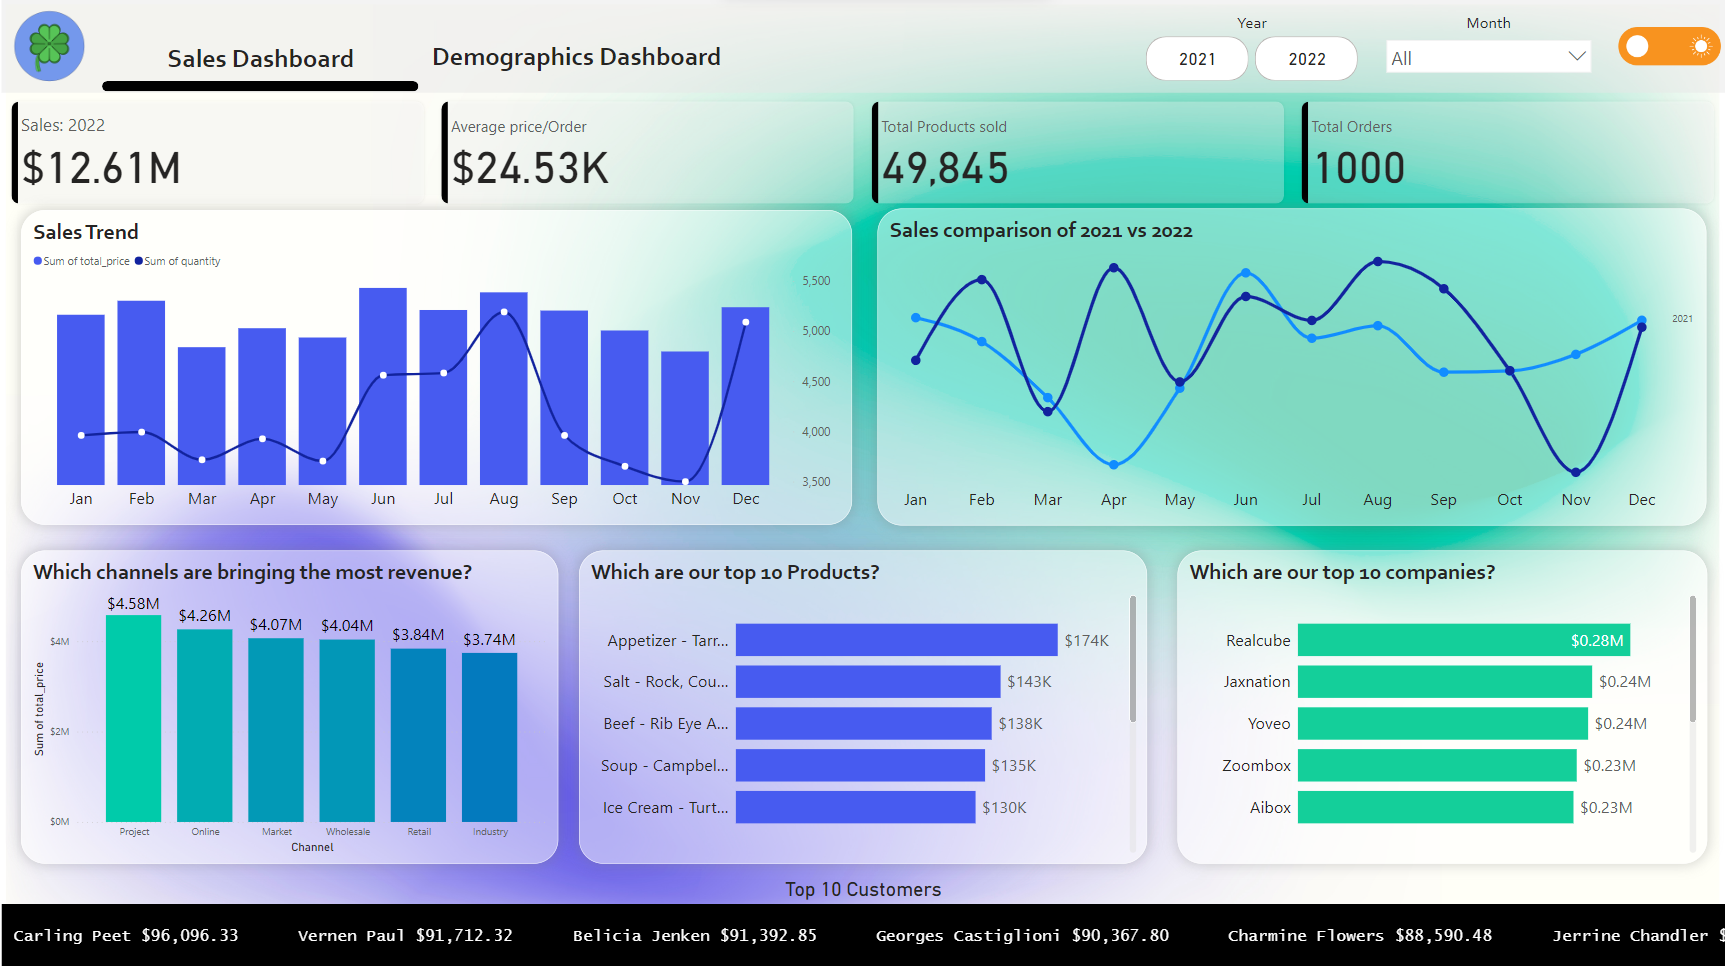 Sales Dashboard
Demographics Dashboard
Year
2021
2022
Month
All
Sales: 2022
$12.61M
Average price/Order
$24.53K
Total Products sold
49,845
Total Orders
1000
Sales Trend
Sum of total_price
Sum of quantity
5,500
5,000
4,500
4,000
3,500
Jan Feb Mar Apr May Jun Jul Aug Sep Oct Nov Dec
Sales comparison of 2021 vs 2022
2021
Jan Feb Mar Apr May Jun Jul Aug Sep Oct Nov Dec
Which channels are bringing the most revenue?
$4.58M
$4.26M
$4.07M
$4.04M
$3.84M
$3.74M
Sum of total_price
$4M
$2M
$0M
Project Online Market Wholesale Retail Industry
Channel
Which are our top 10 Products?
Appetizer - Tarr... $174K
Salt - Rock, Cou... $143K
Beef - Rib Eye A... $138K
Soup - Campbel... $135K
Ice Cream - Turt... $130K
Which are our top 10 companies?
Realcube $0.28M
Jaxnation $0.24M
Yoveo $0.24M
Zoombox $0.23M
Aibox $0.23M
Top 10 Customers
Carling Peet $96,096.33 Vernen Paul $91,712.32 Belicia Jenken $91,392.85 Georges Castiglioni $90,367.80 Charmine Flowers $88,590.48 Jerrine Chandler $